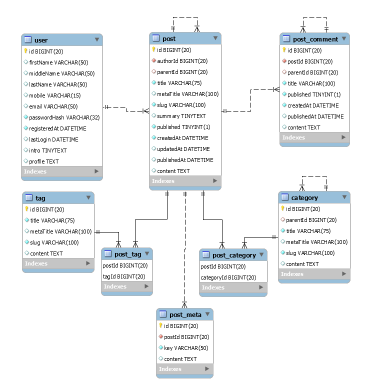 user
id BIGINT(20)
firstName VARCHAR(50)
middleName VARCHAR(50)
lastName VARCHAR(50)
mobile VARCHAR(15)
email VARCHAR(50)
passwordHash VARCHAR(32)
registeredAt DATETIME
lastLogin DATETIME
intro TINYTEXT
profile TEXT
Indexes
post
id BIGINT(20)
authorId BIGINT(20)
parentId BIGINT(20)
title VARCHAR(75)
metaTitle VARCHAR(100)
slug VARCHAR(100)
summary TINYTEXT
published TINYINT(1)
createdAt DATETIME
updatedAt DATETIME
publishedAt DATETIME
content TEXT
Indexes
post_comment
id BIGINT(20)
postId BIGINT(20)
parentId BIGINT(20)
title VARCHAR(100)
published TINYINT(1)
createdAt DATETIME
publishedAt DATETIME
content TEXT
Indexes
tag
id BIGINT(20)
title VARCHAR(75)
metaTitle VARCHAR(100)
slug VARCHAR(100)
content TEXT
Indexes
post_tag
postId BIGINT(20)
tagId BIGINT(20)
Indexes
post_category
postId BIGINT(20)
categoryId BIGINT(20)
Indexes
category
id BIGINT(20)
parentId BIGINT(20)
title VARCHAR(75)
metaTitle VARCHAR(100)
slug VARCHAR(100)
content TEXT
Indexes
post_meta
id BIGINT(20)
postId BIGINT(20)
key VARCHAR(50)
content TEXT
Indexes